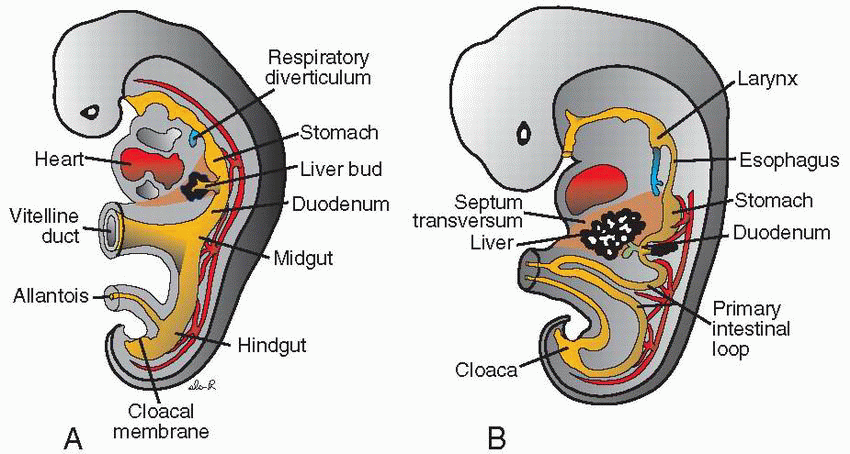 Respiratory
diverticulum
Stomach
Heart
Liver bud
Duodenum
Vitelline
duct
Midgut
Allantois
Hindgut
Cloacal
membrane
A
Larynx
Esophagus
Septum
transversum
Stomach
Liver
Duodenum
Primary
intestinal
loop
Cloaca
B